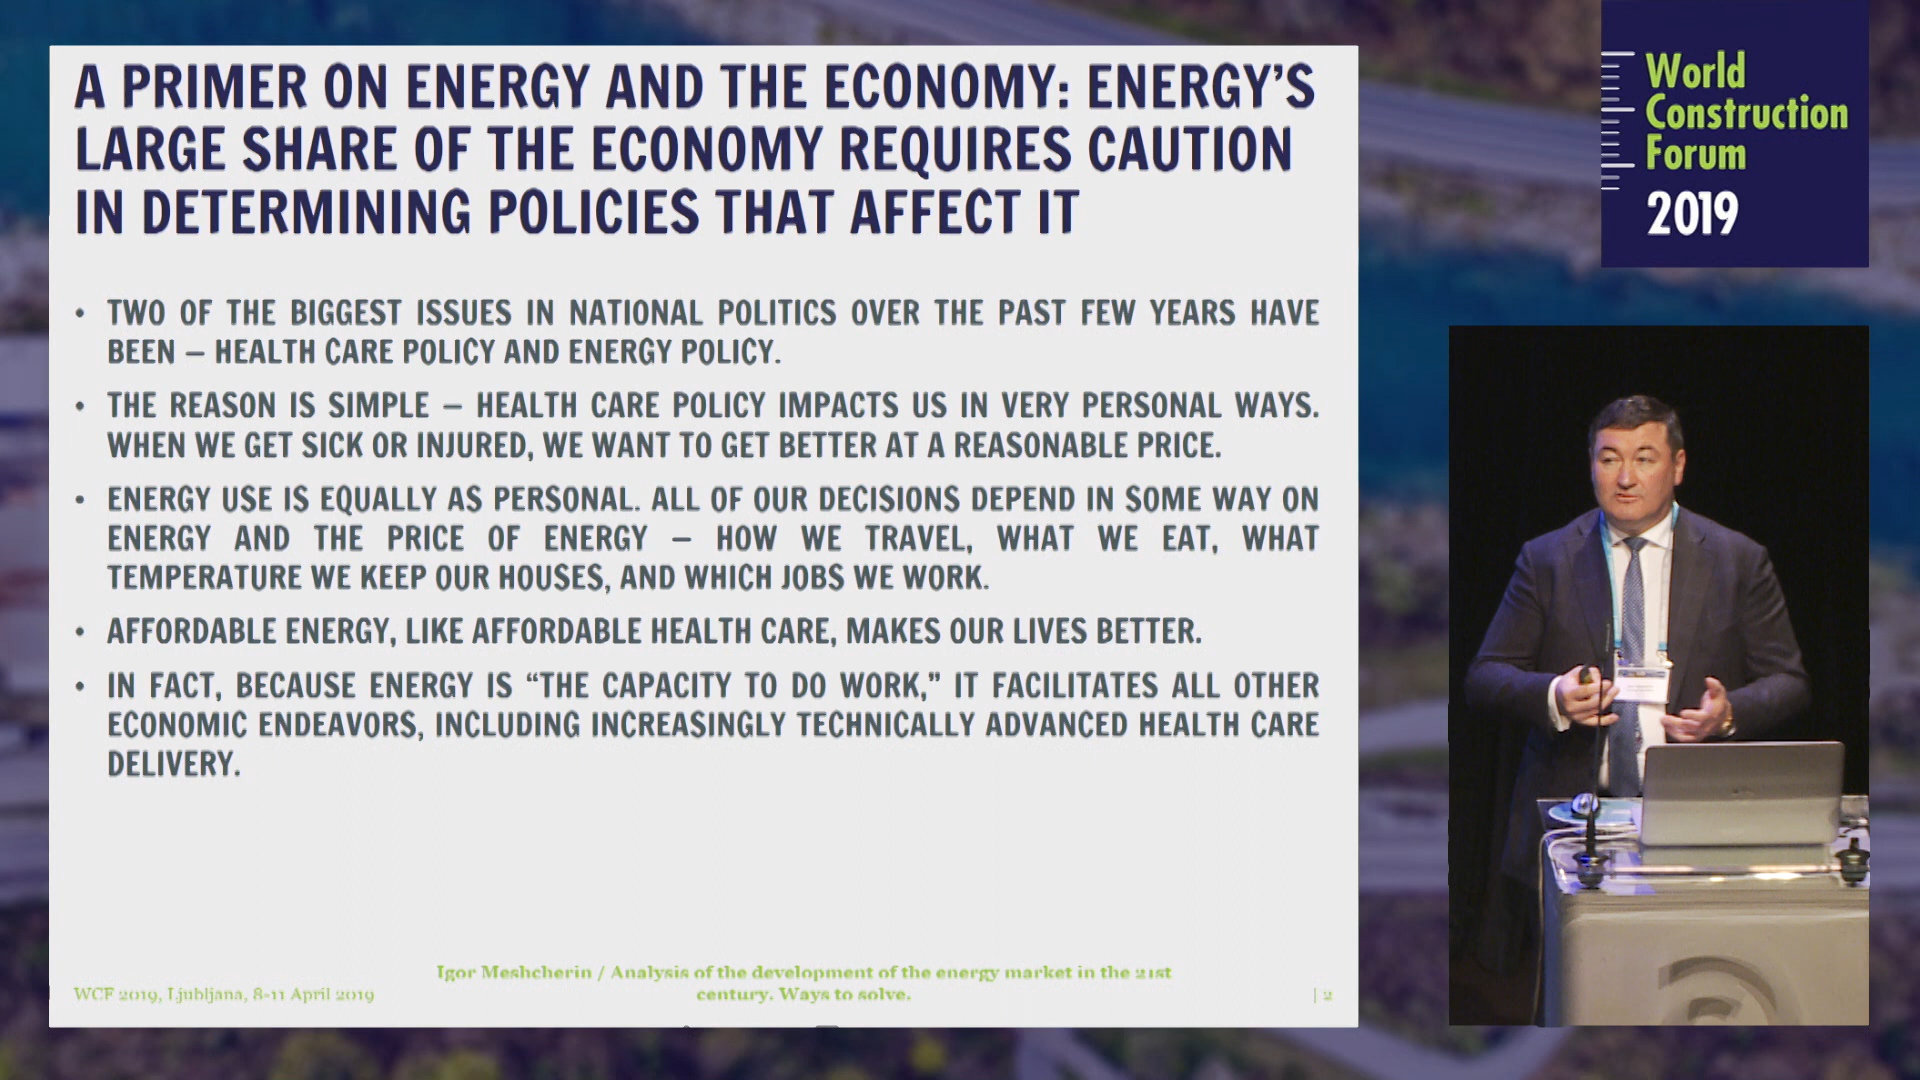 A PRIMER ON ENERGY AND THE ECONOMY: ENERGY'S
LARGE SHARE OF THE ECONOMY REQUIRES CAUTION
IN DETERMINING POLICIES THAT AFFECT IT
• TWO OF THE BIGGEST ISSUES IN NATIONAL POLITICS OVER THE PAST FEW YEARS HAVE
BEEN – HEALTH CARE POLICY AND ENERGY POLICY.
• THE REASON IS SIMPLE – HEALTH CARE POLICY IMPACTS US IN VERY PERSONAL WAYS.
WHEN WE GET SICK OR INJURED, WE WANT TO GET BETTER AT A REASONABLE PRICE.
• ENERGY USE IS EQUALLY AS PERSONAL. ALL OF OUR DECISIONS DEPEND IN SOME WAY ON
ENERGY AND THE PRICE OF ENERGY – HOW WE TRAVEL, WHAT WE EAT, WHAT
TEMPERATURE WE KEEP OUR HOUSES, AND WHICH JOBS WE WORK.
• AFFORDABLE ENERGY, LIKE AFFORDABLE HEALTH CARE, MAKES OUR LIVES BETTER.
• IN FACT, BECAUSE ENERGY IS “THE CAPACITY TO DO WORK,” IT FACILITATES ALL OTHER
ECONOMIC ENDEAVORS, INCLUDING INCREASINGLY TECHNICALLY ADVANCED HEALTH CARE
DELIVERY.
WCF 2019, Ljubljana, 8-11 April 2019
Igor Meshcherin / Analysis of the development of the energy market in the 21st
century. Ways to solve.
| 2
World
Construction
Forum
2019